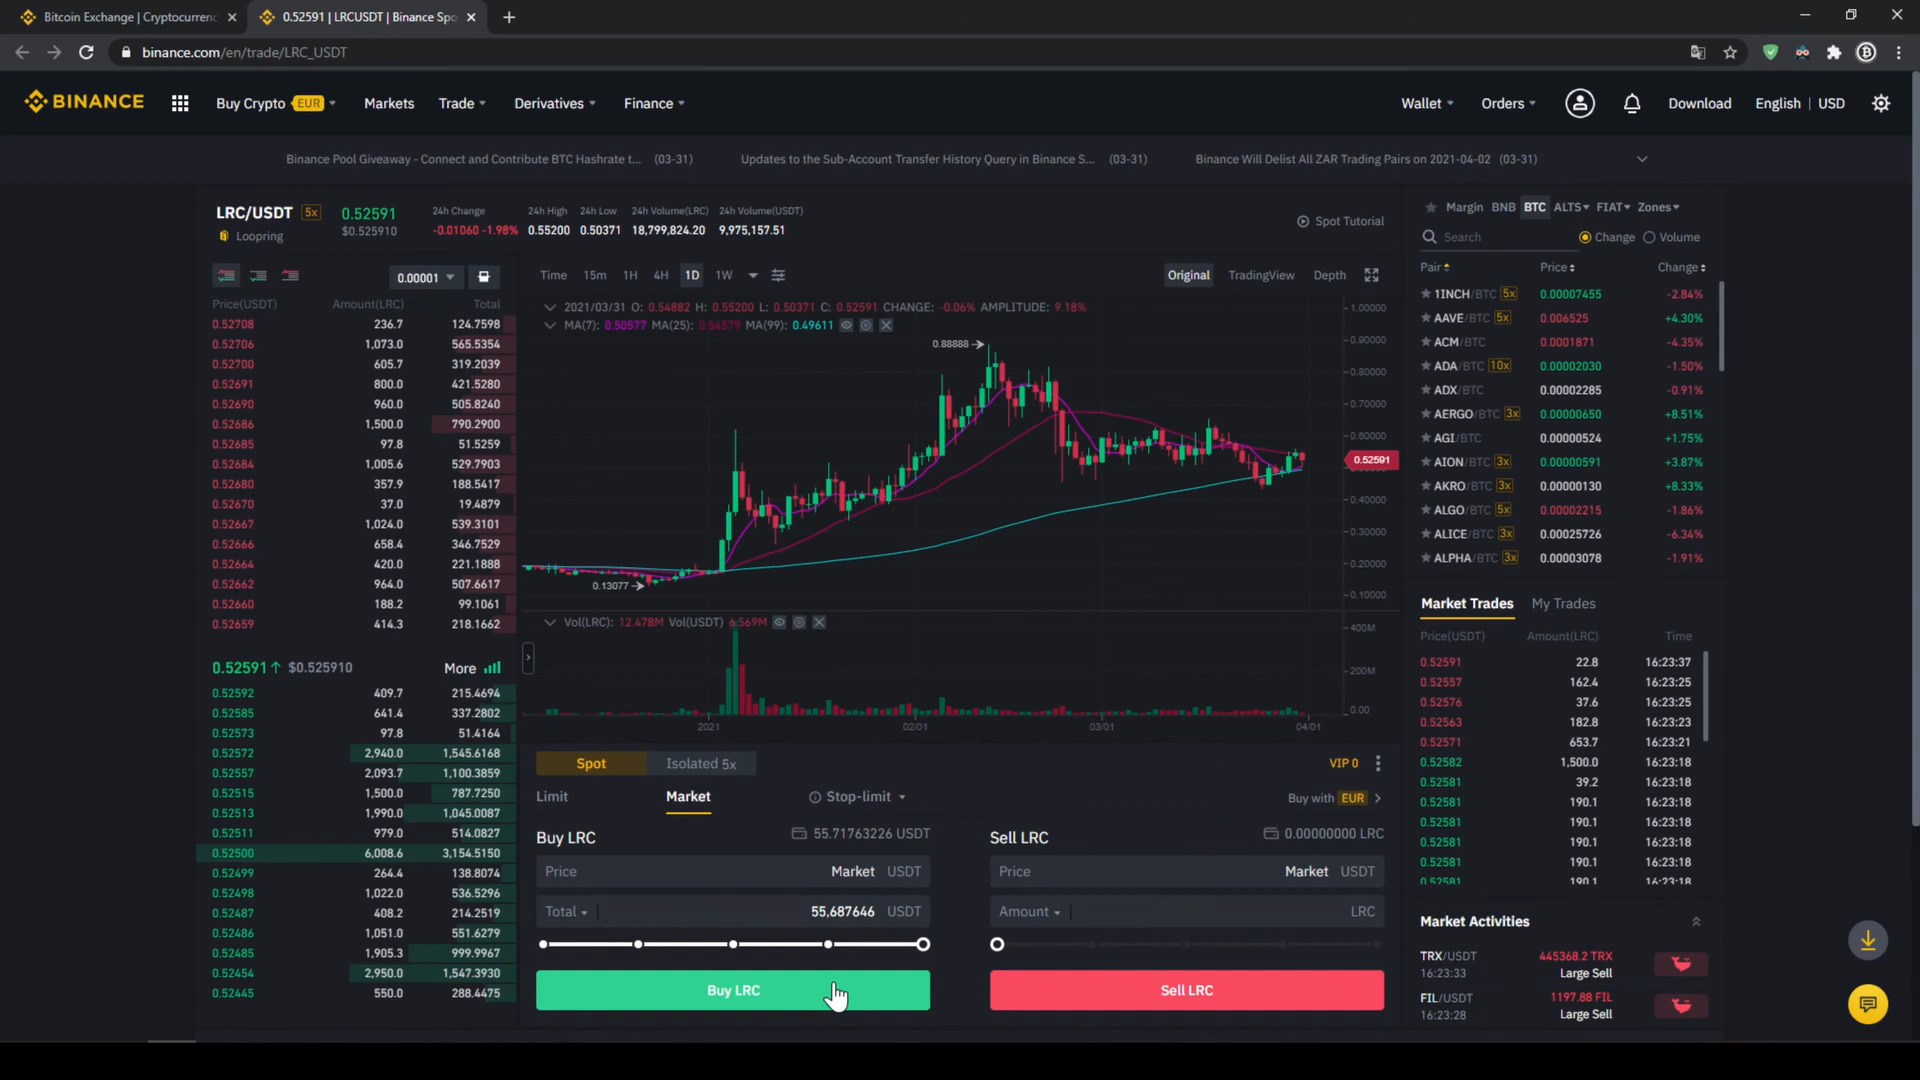 Bitcoin Exchange | Cryptocurrenc
0.52591 | LRCUSDT | Binance Spo
binance.com/en/trade/LRC_USDT
BINANCE
Buy Crypto EUR
Markets
Trade
Derivatives
Finance
Wallet
Orders
Download
English | USD
Binance Pool Giveaway - Connect and Contribute BTC Hashrate t... (03-31)
Updates to the Sub-Account Transfer History Query in Binance S... (03-31)
Binance Will Delist All ZAR Trading Pairs on 2021-04-02 (03-31)
LRC/USDT 5x
Loopring
0.52591
$0.525910
24h Change
-0.01060 -1.98%
24h High
0.55200
24h Low
0.50371
24h Volume(LRC)
18,799,824.20
24h Volume(USDT)
9,975,157.51
Spot Tutorial
0.00001
Price(USDT) Amount(LRC) Total
0.52708 236.7 124.7598
0.52706 1,073.0 565.5354
0.52700 605.7 319.2039
0.52691 800.0 421.5280
0.52690 960.0 505.8240
0.52686 1,500.0 790.2900
0.52685 97.8 51.5259
0.52684 1,005.6 529.7903
0.52680 357.9 188.5417
0.52670 37.0 19.4879
0.52667 1,024.0 539.3101
0.52666 658.4 346.7529
0.52664 420.0 221.1888
0.52662 964.0 507.6617
0.52660 188.2 99.1061
0.52659 414.3 218.1662
0.52591↑ $0.525910 More
0.52592 409.7 215.4694
0.52585 641.4 337.2802
0.52573 97.8 51.4164
0.52572 2,940.0 1,545.6168
0.52557 2,093.7 1,100.3859
0.52515 1,500.0 787.7250
0.52513 1,990.0 1,045.0087
0.52511 979.0 514.0827
0.52500 6,008.6 3,154.5150
0.52499 264.4 138.8074
0.52498 1,022.0 536.5296
0.52487 408.2 214.2519
0.52486 1,051.0 551.6279
0.52485 1,905.3 999.9967
0.52454 2,950.0 1,547.3930
0.52445 550.0 288.4475
Time 15m 1H 4H 1D 1W
Original TradingView Depth
2021/03/31 O: 0.54882 H: 0.55200 L: 0.50371 C: 0.52591 CHANGE: -0.06% AMPLITUDE: 9.18%
MA(7): 0.50577 MA(25): 0.54579 MA(99): 0.49611
0.88888
0.13077
1.00000
0.90000
0.80000
0.70000
0.60000
0.52591
0.40000
0.30000
0.20000
0.10000
Vol(LRC): 12.478M Vol(USDT) 6.569M
400M
200M
0.00
2021 02/01 03/01 04/01
Spot
Isolated 5x
VIP 0
Limit
Market
Stop-limit
Buy with EUR
Buy LRC
55.71763226 USDT
Price Market USDT
Total 55,687646 USDT
Buy LRC
Sell LRC
0.00000000 LRC
Price Market USDT
Amount LRC
Sell LRC
Margin BNB BTC ALTS FIAT Zones
Search
Change
Volume
Pair Price Change
1INCH/BTC 5x 0.00007455 -2.84%
AAVE/BTC 5x 0.006525 +4.30%
ACM/BTC 0.0001871 -4.35%
ADA/BTC 10x 0.00002030 -1.50%
ADX/BTC 0.00002285 -0.91%
AERGO/BTC 3x 0.00000650 +8.51%
AGI/BTC 0.00000524 +1.75%
AION/BTC 3x 0.00000591 +3.87%
AKRO/BTC 3x 0.00000130 +8.33%
ALGO/BTC 5x 0.00002215 -1.86%
ALICE/BTC 3x 0.00025726 -6.34%
ALPHA/BTC 3x 0.00003078 -1.91%
Market Trades My Trades
Price(USDT) Amount(LRC) Time
0.52591 22.8 16:23:37
0.52557 162.4 16:23:25
0.52576 37.6 16:23:25
0.52563 182.8 16:23:23
0.52571 653.7 16:23:21
0.52582 1,500.0 16:23:18
0.52581 39.2 16:23:18
0.52581 190.1 16:23:18
0.52581 190.1 16:23:18
0.52581 190.1 16:23:18
0.52581 190.1 16:23:18
0.52581 190.1 16:23:18
Market Activities
TRX/USDT 445368.2 TRX
16:23:33 Large Sell
FIL/USDT 1197.88 FIL
16:23:28 Large Sell